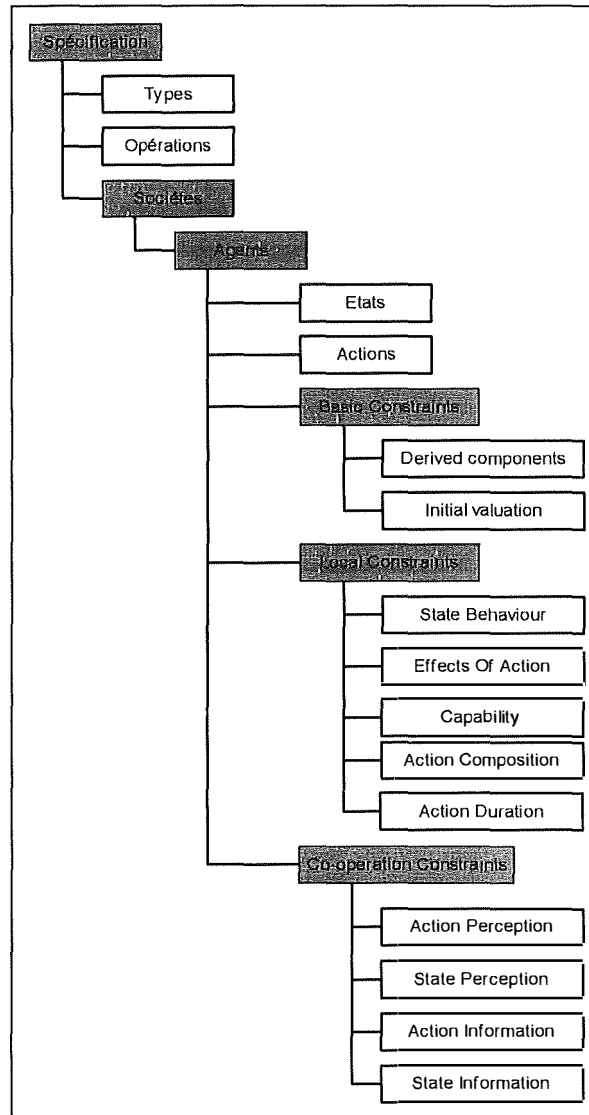 Spécification
Types
Opérations
Sociétes
Agents
Etats
Actions
Basic Constraints
Derived components
Initial valuation
Local Constraints
State Behaviour
Effects Of Action
Capability
Action Composition
Action Duration
Co-operation Constraints
Action Perception
State Perception
Action Information
State Information